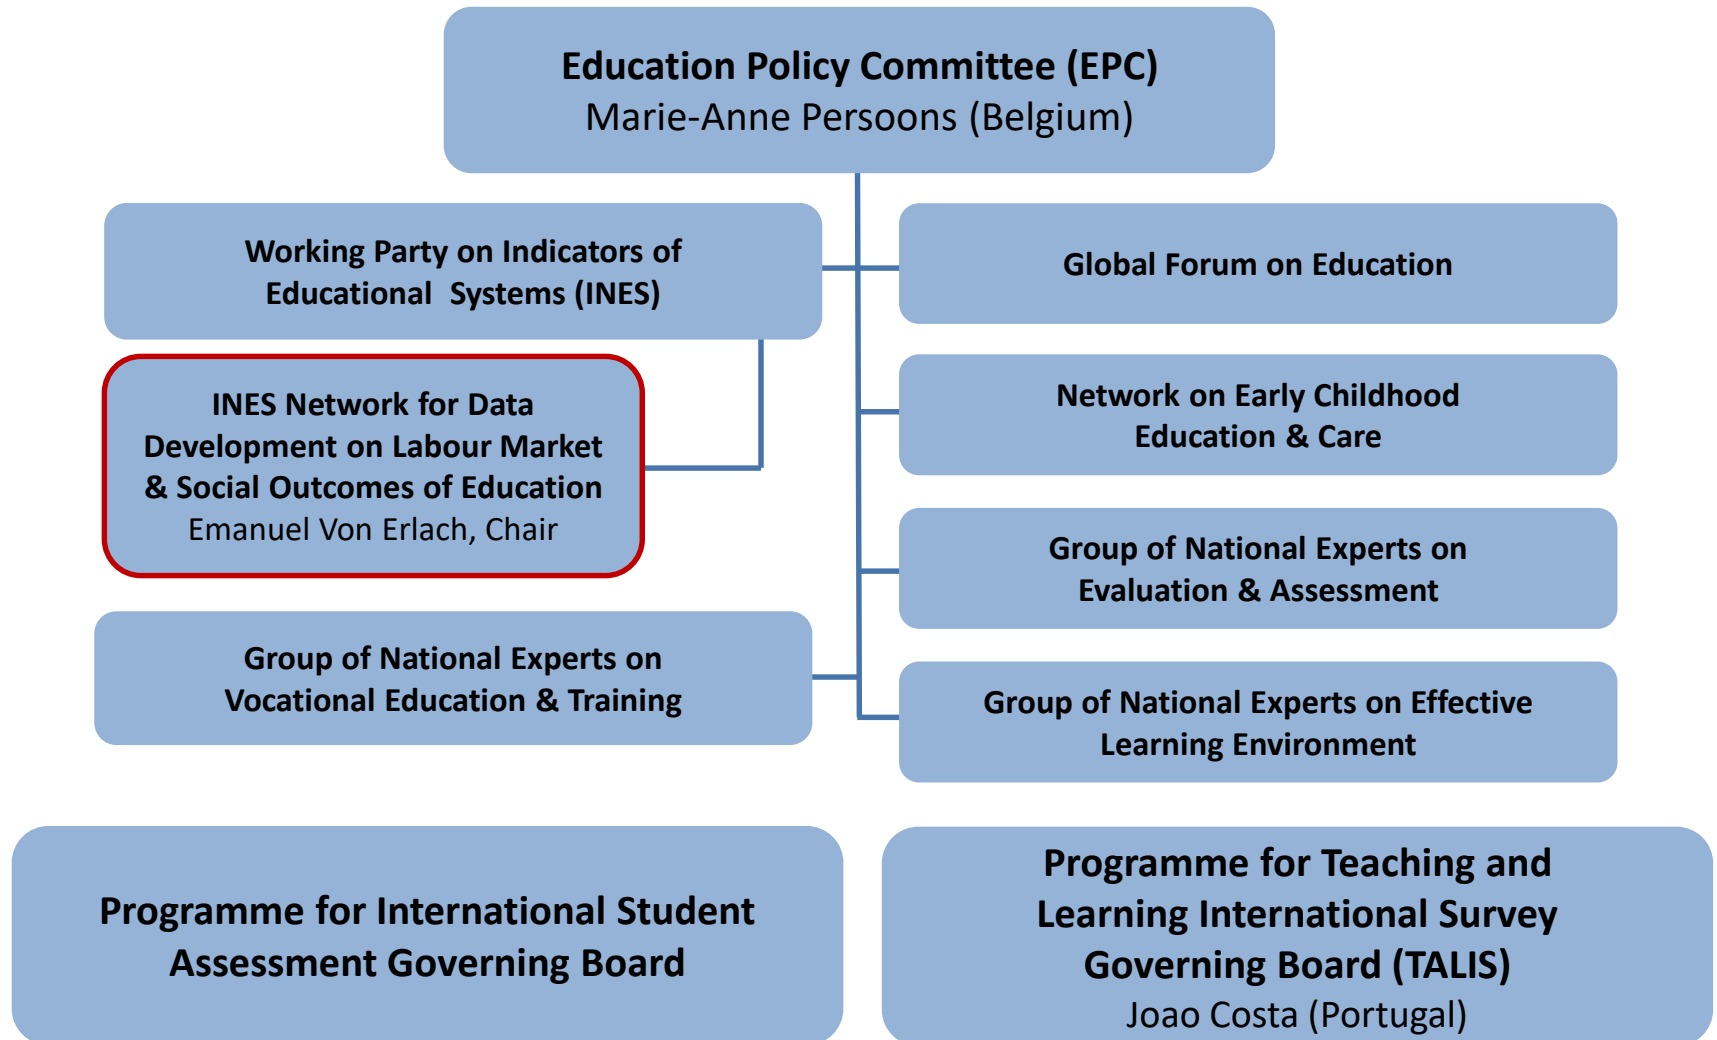 Education Policy Committee (EPC)
Marie-Anne Persoons (Belgium)
Working Party on Indicators of
Educational  Systems (INES)
Global Forum on Education
INES Network for Data
Development on Labour Market
& Social Outcomes of Education
Emanuel Von Erlach, Chair
Network on Early Childhood
Education & Care
Group of National Experts on
Evaluation & Assessment
Group of National Experts on
Vocational Education & Training
Group of National Experts on Effective
Learning Environment
Programme for International Student
Assessment Governing Board
Programme for Teaching and
Learning International Survey
Governing Board (TALIS)
Joao Costa (Portugal)